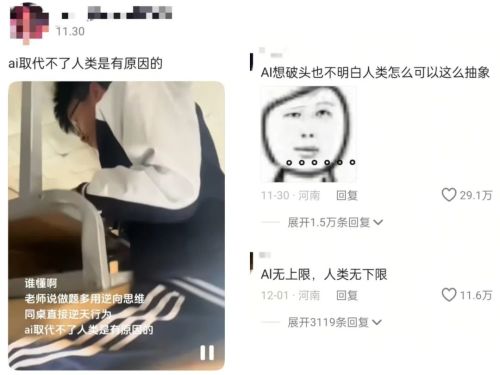 11.30
ai取代不了人类是有原因的
谁懂啊
老师说做题多用逆向思维
同桌直接逆天行为
ai取代不了人类是有原因的
AI想破头也不明白人类怎么可以这么抽象
11-30·河南 回复 29.1万
展开1.5万条回复
AI无上限，人类无下限
12-01·河南 回复 11.6万
展开3119条回复